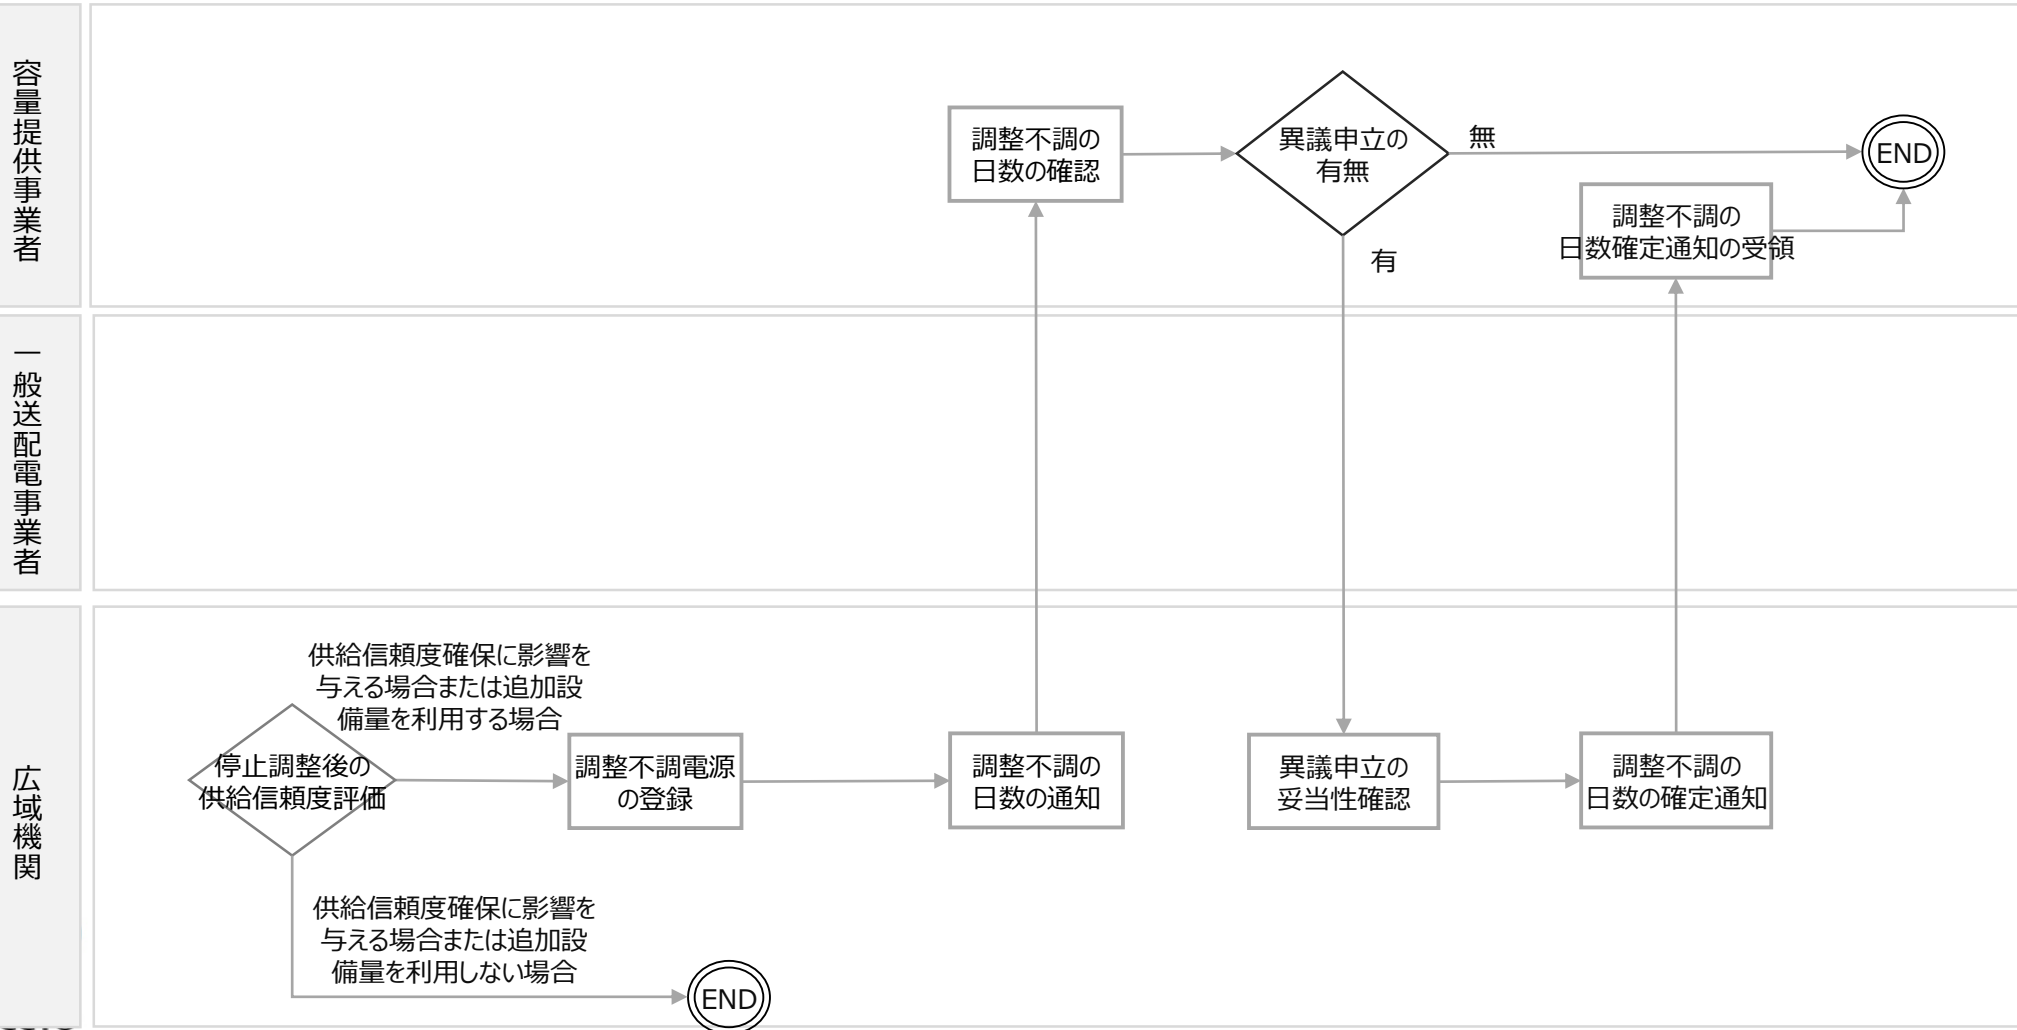 容量提供事業者
調整不調の
日数の確認
異議申立の
有無
無
有
END
調整不調の
日数確定通知の受領
一般送配電事業者
広域機関
供給信頼度確保に影響を
与える場合または追加設
備量を利用する場合
停止調整後の
供給信頼度評価
調整不調電源
の登録
調整不調の
日数の通知
異議申立の
妥当性確認
調整不調の
日数の確定通知
供給信頼度確保に影響を
与える場合または追加設
備量を利用しない場合
END